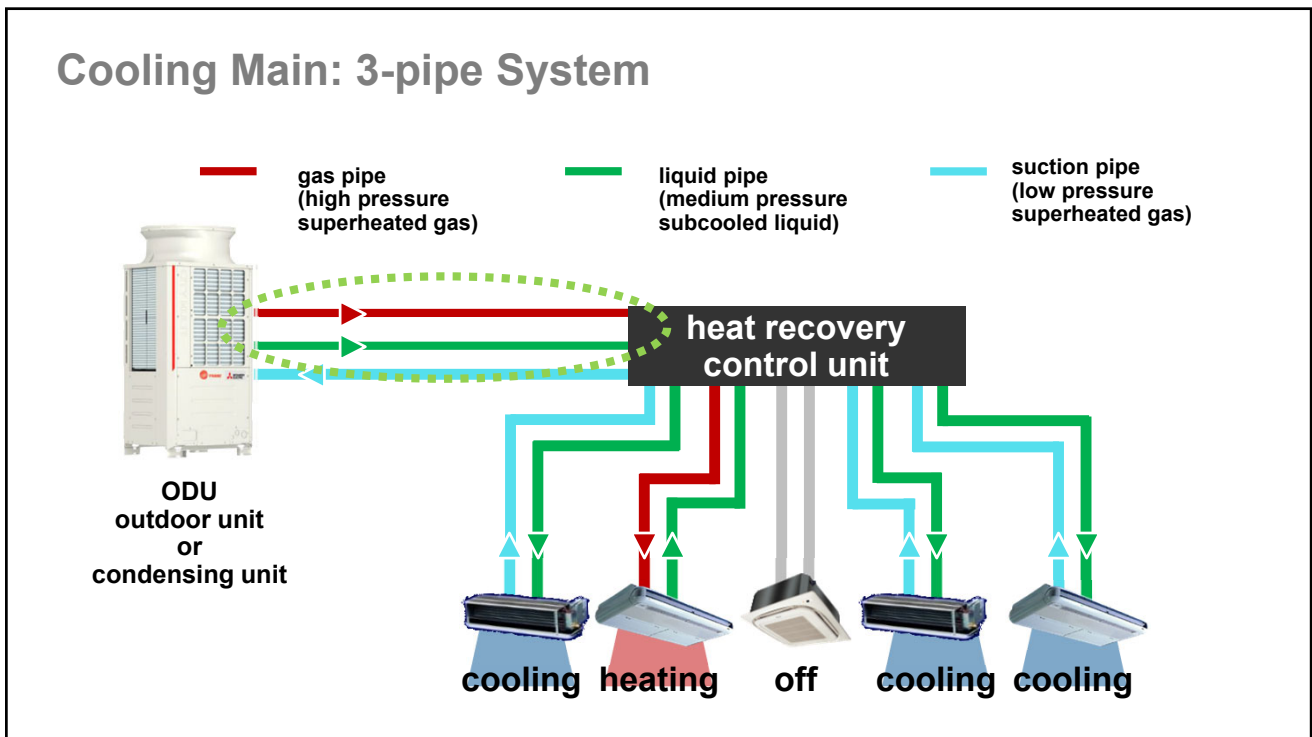 Cooling Main: 3-pipe System
gas pipe
(high pressure
superheated gas)
liquid pipe
(medium pressure
subcooled liquid)
suction pipe
(low pressure
superheated gas)
heat recovery
control unit
ODU
outdoor unit
or
condensing unit
cooling
heating
off
cooling
cooling